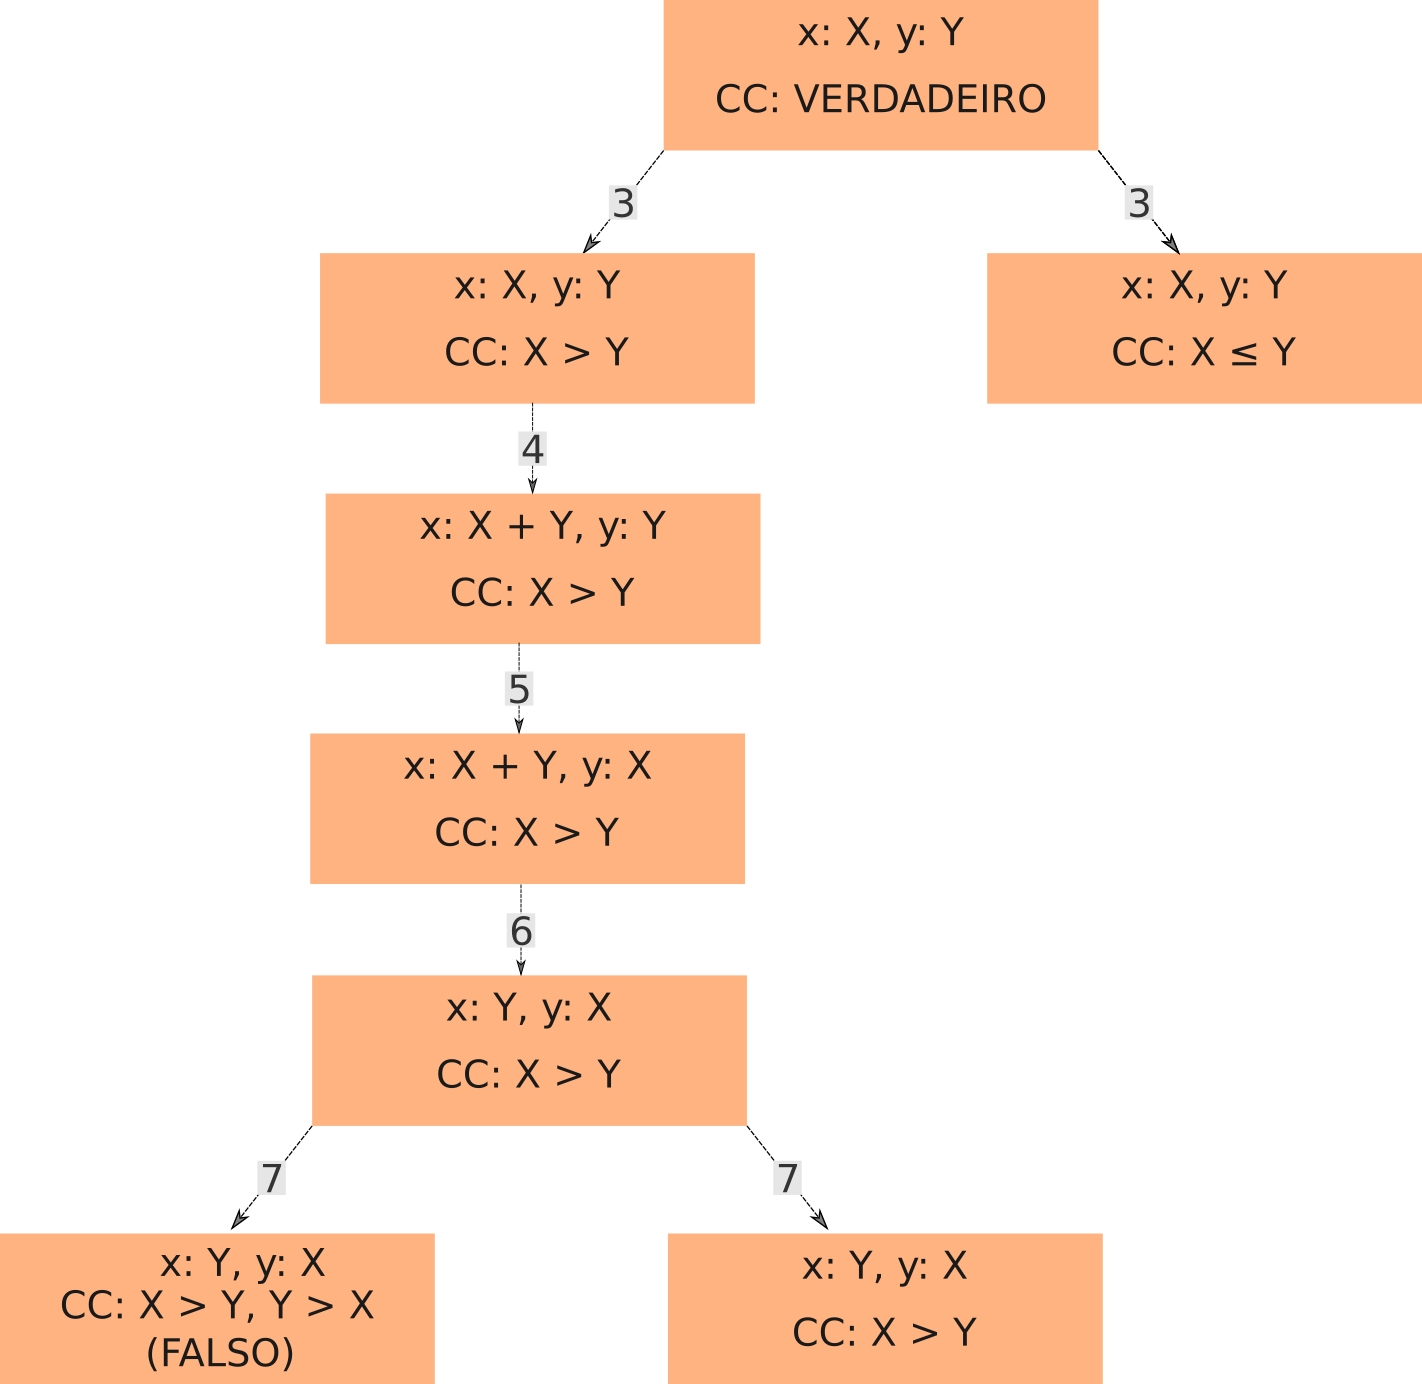 x: X, y: Y
CC: VERDADEIRO
3
3
x: X, y: Y
CC: X > Y
x: X, y: Y
CC: X ≤ Y
4
x: X + Y, y: Y
CC: X > Y
5
x: X + Y, y: X
CC: X > Y
6
x: Y, y: X
CC: X > Y
7
7
x: Y, y: X
CC: X > Y, Y > X
(FALSO)
x: Y, y: X
CC: X > Y